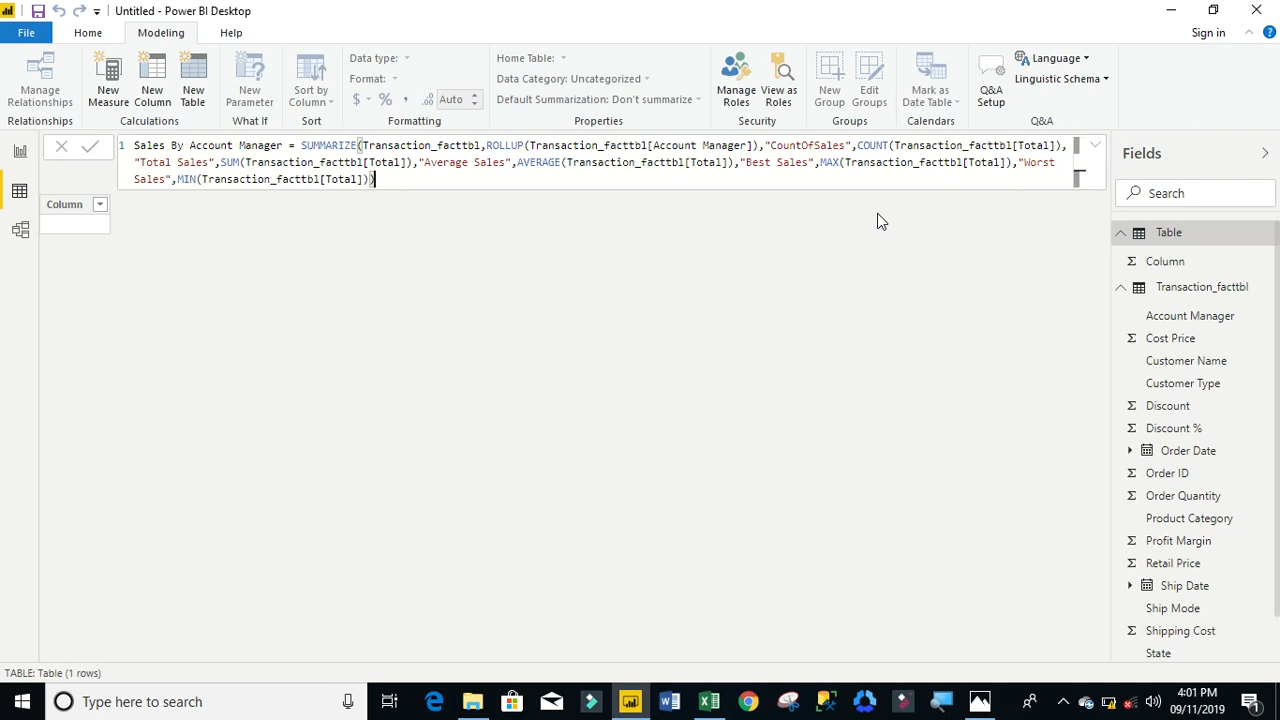 Untitled - Power BI Desktop
File Home Modeling Help Sign in
Manage Relationships
New Measure
New Column
New Table
New Parameter
Sort by Column
Data type:
Format:
$ % , .00 Auto
Home Table:
Data Category: Uncategorized
Default Summarization: Don't summarize
Manage Roles
View as Roles
New Group
Edit Groups
Mark as Date Table
Q&A Setup
Language
Linguistic Schema
Relationships Calculations What If Sort Formatting Properties Security Groups Calendars Q&A
1 Sales By Account Manager = SUMMARIZE(Transaction_facttbl,ROLLUP(Transaction_facttbl[Account Manager]),"CountOfSales",COUNT(Transaction_facttbl[Total]),
"Total Sales",SUM(Transaction_facttbl[Total]),"Average Sales",AVERAGE(Transaction_facttbl[Total]),"Best Sales",MAX(Transaction_facttbl[Total]),"Worst
Sales",MIN(Transaction_facttbl[Total]))
Column
Fields
Search
Table
Column
Transaction_facttbl
Account Manager
Cost Price
Customer Name
Customer Type
Discount
Discount %
Order Date
Order ID
Order Quantity
Product Category
Profit Margin
Retail Price
Ship Date
Ship Mode
Shipping Cost
State
TABLE: Table (1 rows)
Type here to search
4:01 PM
09/11/2019
1